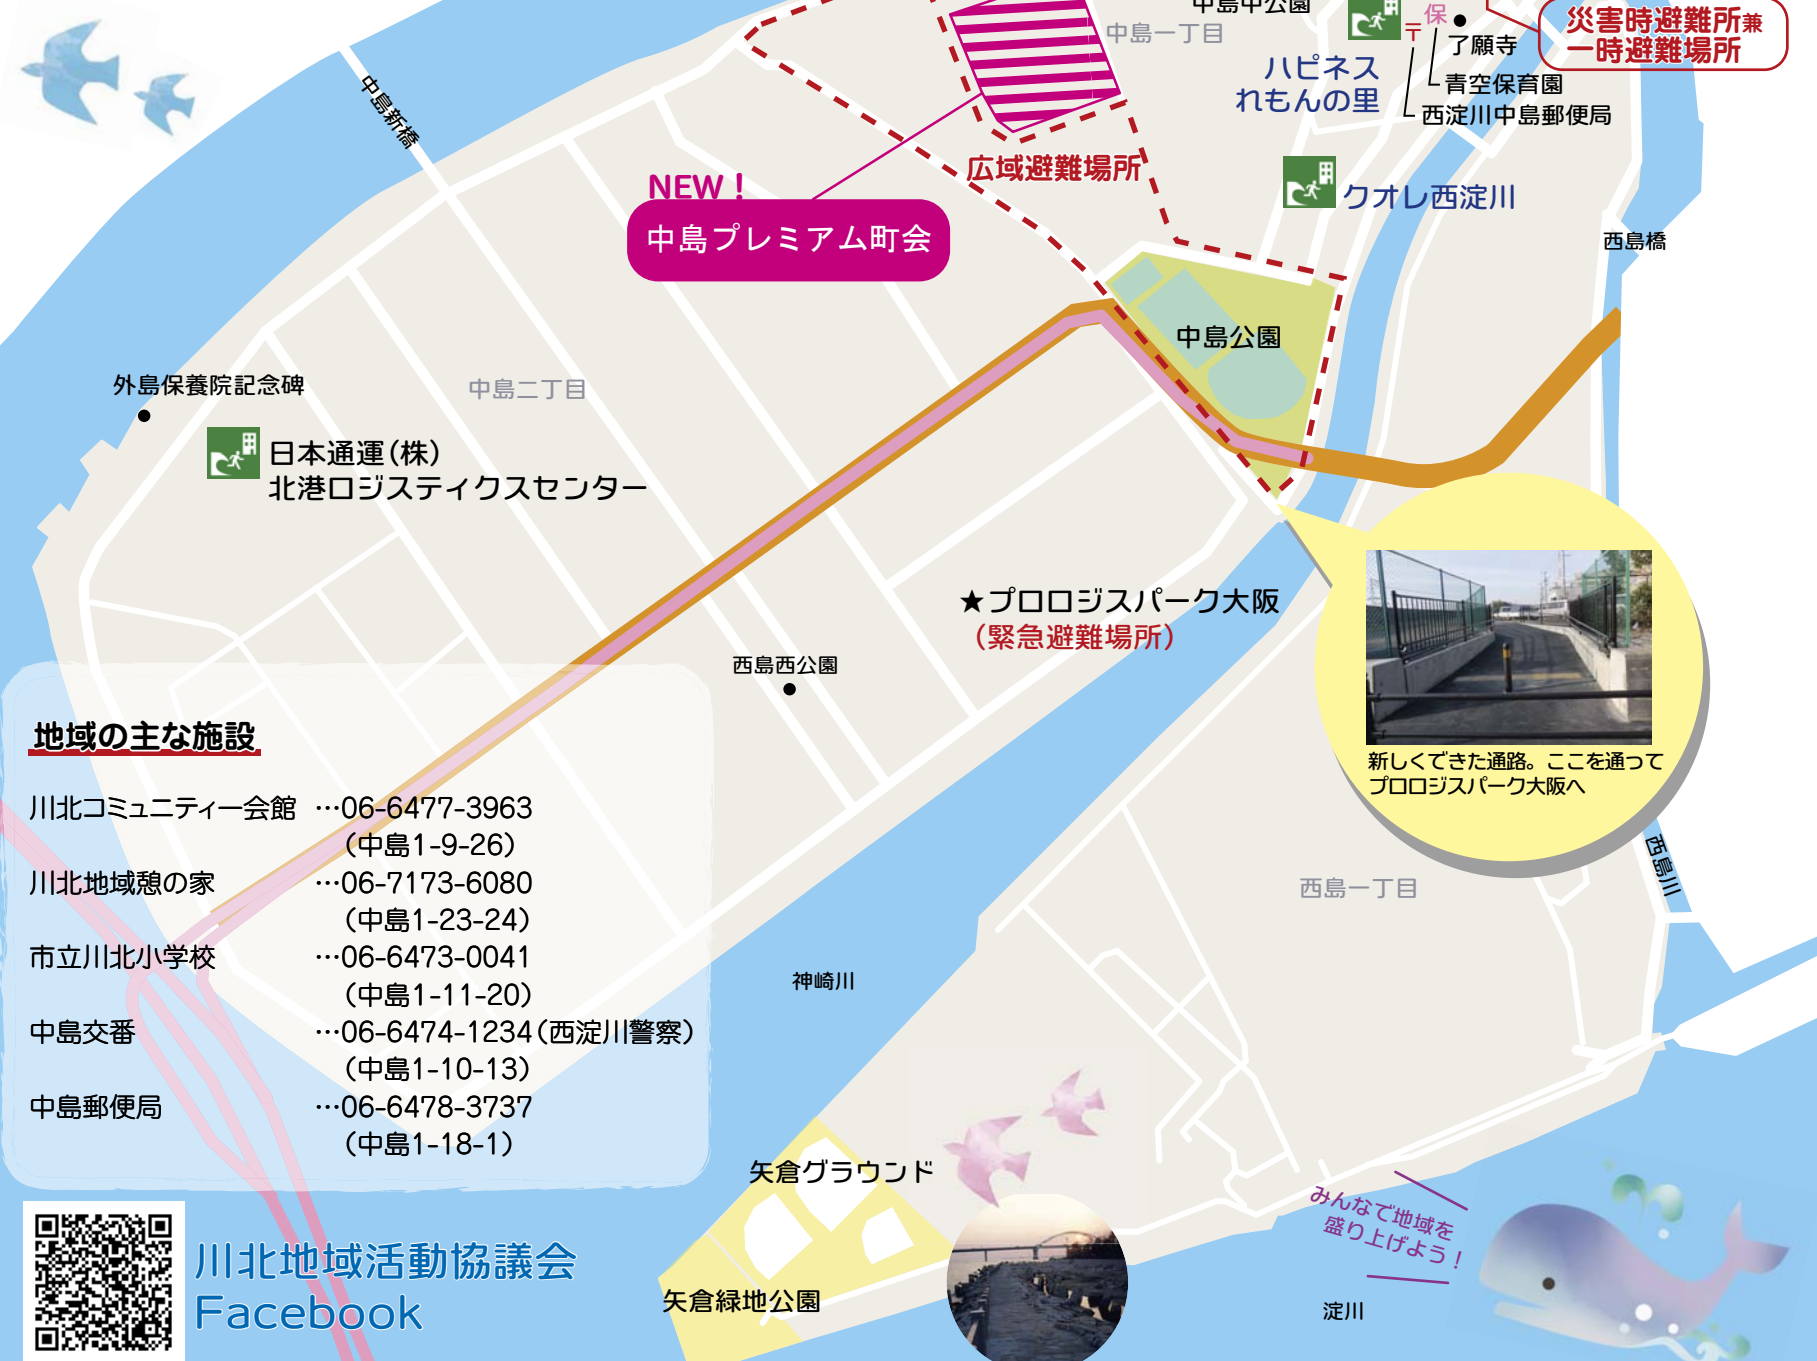 中島中公園
保
〒
了願寺
青空保育園
西淀川中島郵便局
災害時避難所兼
一時避難場所
中島一丁目
ハピネス
れもんの里
中島新橋
広域避難場所
NEW！
中島プレミアム町会
クオレ西淀川
西島橋
中島公園
外島保養院記念碑
中島二丁目
日本通運(株)
北港ロジスティクスセンター
★プロロジスパーク大阪
（緊急避難場所）
西島西公園
新しくできた通路。ここを通って
プロロジスパーク大阪へ
地域の主な施設
川北コミュニティー会館 …06-6477-3963
（中島1-9-26）
川北地域憩の家 …06-7173-6080
（中島1-23-24）
市立川北小学校 …06-6473-0041
（中島1-11-20）
中島交番 …06-6474-1234（西淀川警察）
（中島1-10-13）
中島郵便局 …06-6478-3737
（中島1-18-1）
西島川
西島一丁目
神崎川
矢倉グラウンド
矢倉緑地公園
みんなで地域を
盛り上げよう！
淀川
川北地域活動協議会
Facebook